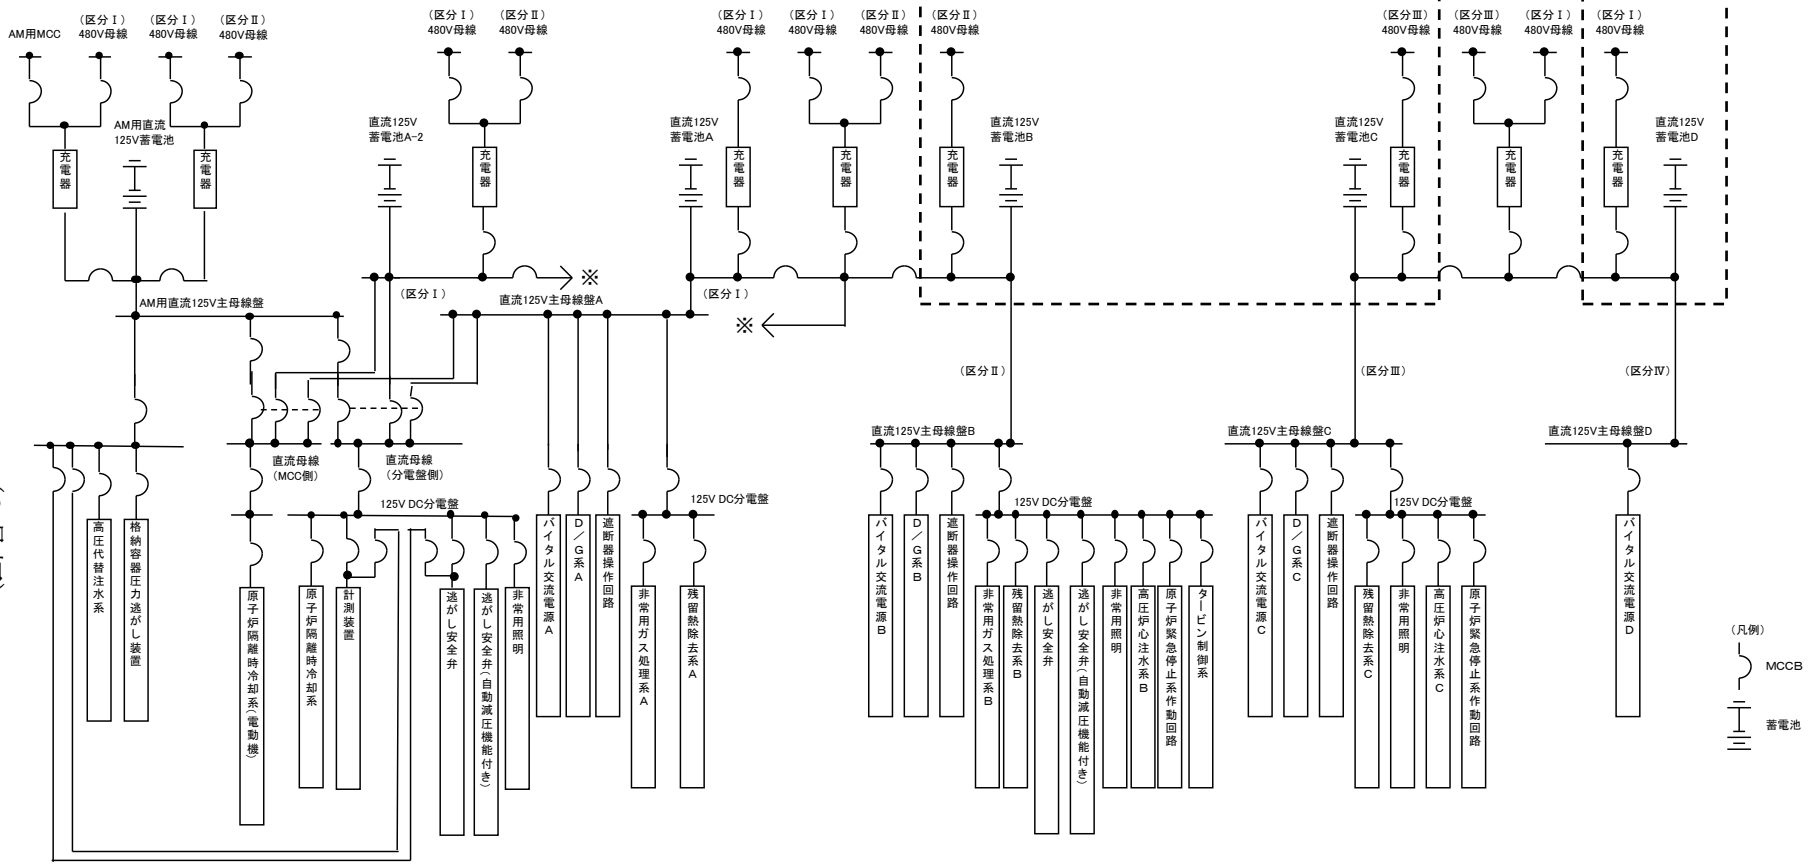 AM用MCC
(区分Ⅰ)
480V母線
(区分Ⅰ)
480V母線
(区分Ⅱ)
480V母線
(区分Ⅰ)
480V母線
(区分Ⅱ)
480V母線
(区分Ⅰ)
480V母線
(区分Ⅰ)
480V母線
(区分Ⅱ)
480V母線
(区分Ⅱ)
480V母線
(区分Ⅲ)
480V母線
(区分Ⅲ)
480V母線
(区分Ⅰ)
480V母線
(区分Ⅰ)
480V母線
AM用直流
125V蓄電池
直流125V
蓄電池A-2
直流125V
蓄電池A
直流125V
蓄電池B
直流125V
蓄電池C
直流125V
蓄電池D
充電器
充電器
充電器
充電器
充電器
充電器
充電器
充電器
充電器
※
※
AM用直流125V主母線盤
(区分Ⅰ)
直流125V主母線盤A
(区分Ⅰ)
(区分Ⅱ)
(区分Ⅲ)
(区分Ⅳ)
直流125V主母線盤B
直流125V主母線盤C
直流125V主母線盤D
直流母線
(MCC側)
直流母線
(分電盤側)
125V DC分電盤
125V DC分電盤
125V DC分電盤
125V DC分電盤
高圧代替注水系
格納容器圧力逃がし装置
原子炉隔離時冷却系(電動機)
原子炉隔離時冷却系
計測装置
逃がし安全弁
逃がし安全弁(自動減圧機能付き)
非常用照明
バイタル交流電源A
D/G系A
遮断器操作回路
非常用ガス処理系A
残留熱除去系A
バイタル交流電源B
D/G系B
遮断器操作回路
非常用ガス処理系B
残留熱除去系B
逃がし安全弁
逃がし安全弁(自動減圧機能付き)
非常用照明
高圧炉心注水系B
原子炉緊急停止系作動回路
タービン制御系
バイタル交流電源C
D/G系C
遮断器操作回路
残留熱除去系C
非常用照明
高圧炉心注水系C
原子炉緊急停止系作動回路
バイタル交流電源D
(凡例)
MCCB
蓄電池